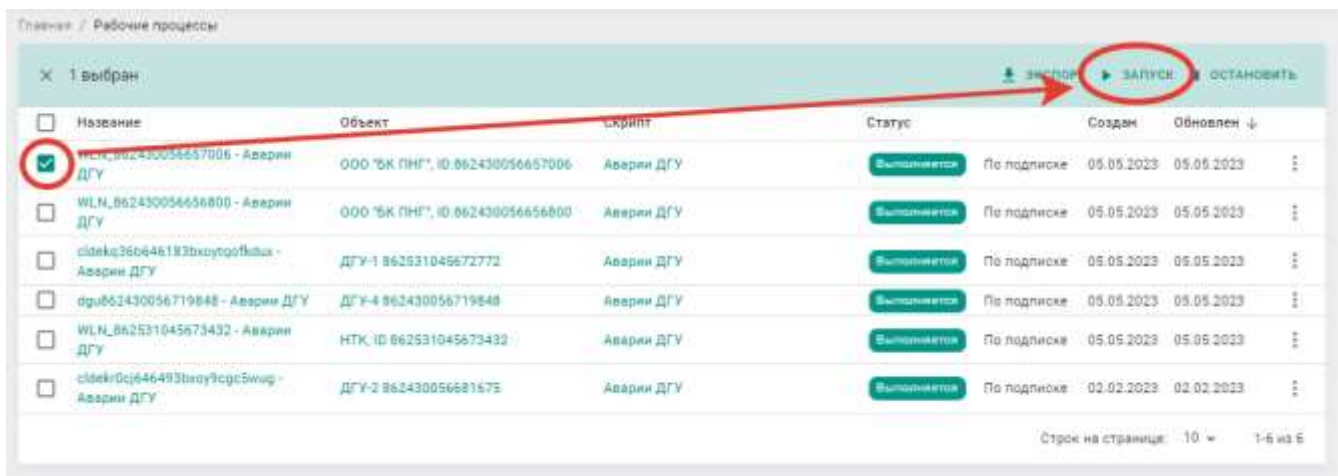 Главная / Рабочие процессы
1 выбран ЗАПУСК ОСТАНОВИТЬ
Название Объект Скрипт Статус Создан Обновлен
WLN_862430056657006 - Аварии ДГУ ООО "БК ПНГ", ID:862430056657006 Аварии ДГУ Выполняется По подписке 05.05.2023 05.05.2023
WLN_862430056656800 - Аварии ДГУ ООО "БК ПНГ", ID:862430056656800 Аварии ДГУ Выполняется По подписке 05.05.2023 05.05.2023
Аварии ДГУ ДГУ-1 862531045672772 Аварии ДГУ Выполняется По подписке 05.05.2023 05.05.2023
dgu862430056719848 - Аварии ДГУ ДГУ-4 862430056719848 Аварии ДГУ Выполняется По подписке 05.05.2023 05.05.2023
WLN_862531045673432 - Аварии ДГУ НТК, ID 862531045673432 Аварии ДГУ Выполняется По подписке 05.05.2023 05.05.2023
Аварии ДГУ ДГУ-2 862430056681675 Аварии ДГУ Выполняется По подписке 02.02.2023 02.02.2023
Строк на странице: 10 1-6 из 6